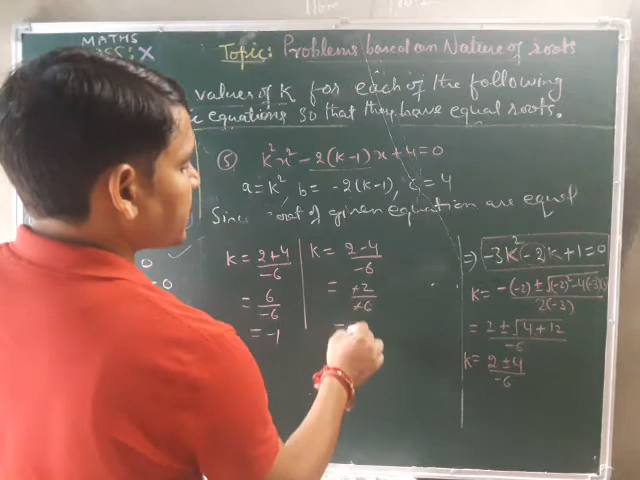 MATHS
X
Topic: Problems based on Nature of roots
values of K for each of the following
equations so that they have equal roots.
⑤ K²x² - 2(K-1)x + 4 = 0
a = K² b = -2(K-1), c = 4
Since root of given equation are equal
K = 2+4/-6
= 6/-6
= -1
K = 2-4/-6
= -2/-6
=
⇒ -3K² - 2K + 1 = 0
K = -(-2) ± √(-2)² - 4(-3)(/2(-3)
= 2 ± √4+12/-6
K = 2 ± 4/-6
0
= 0